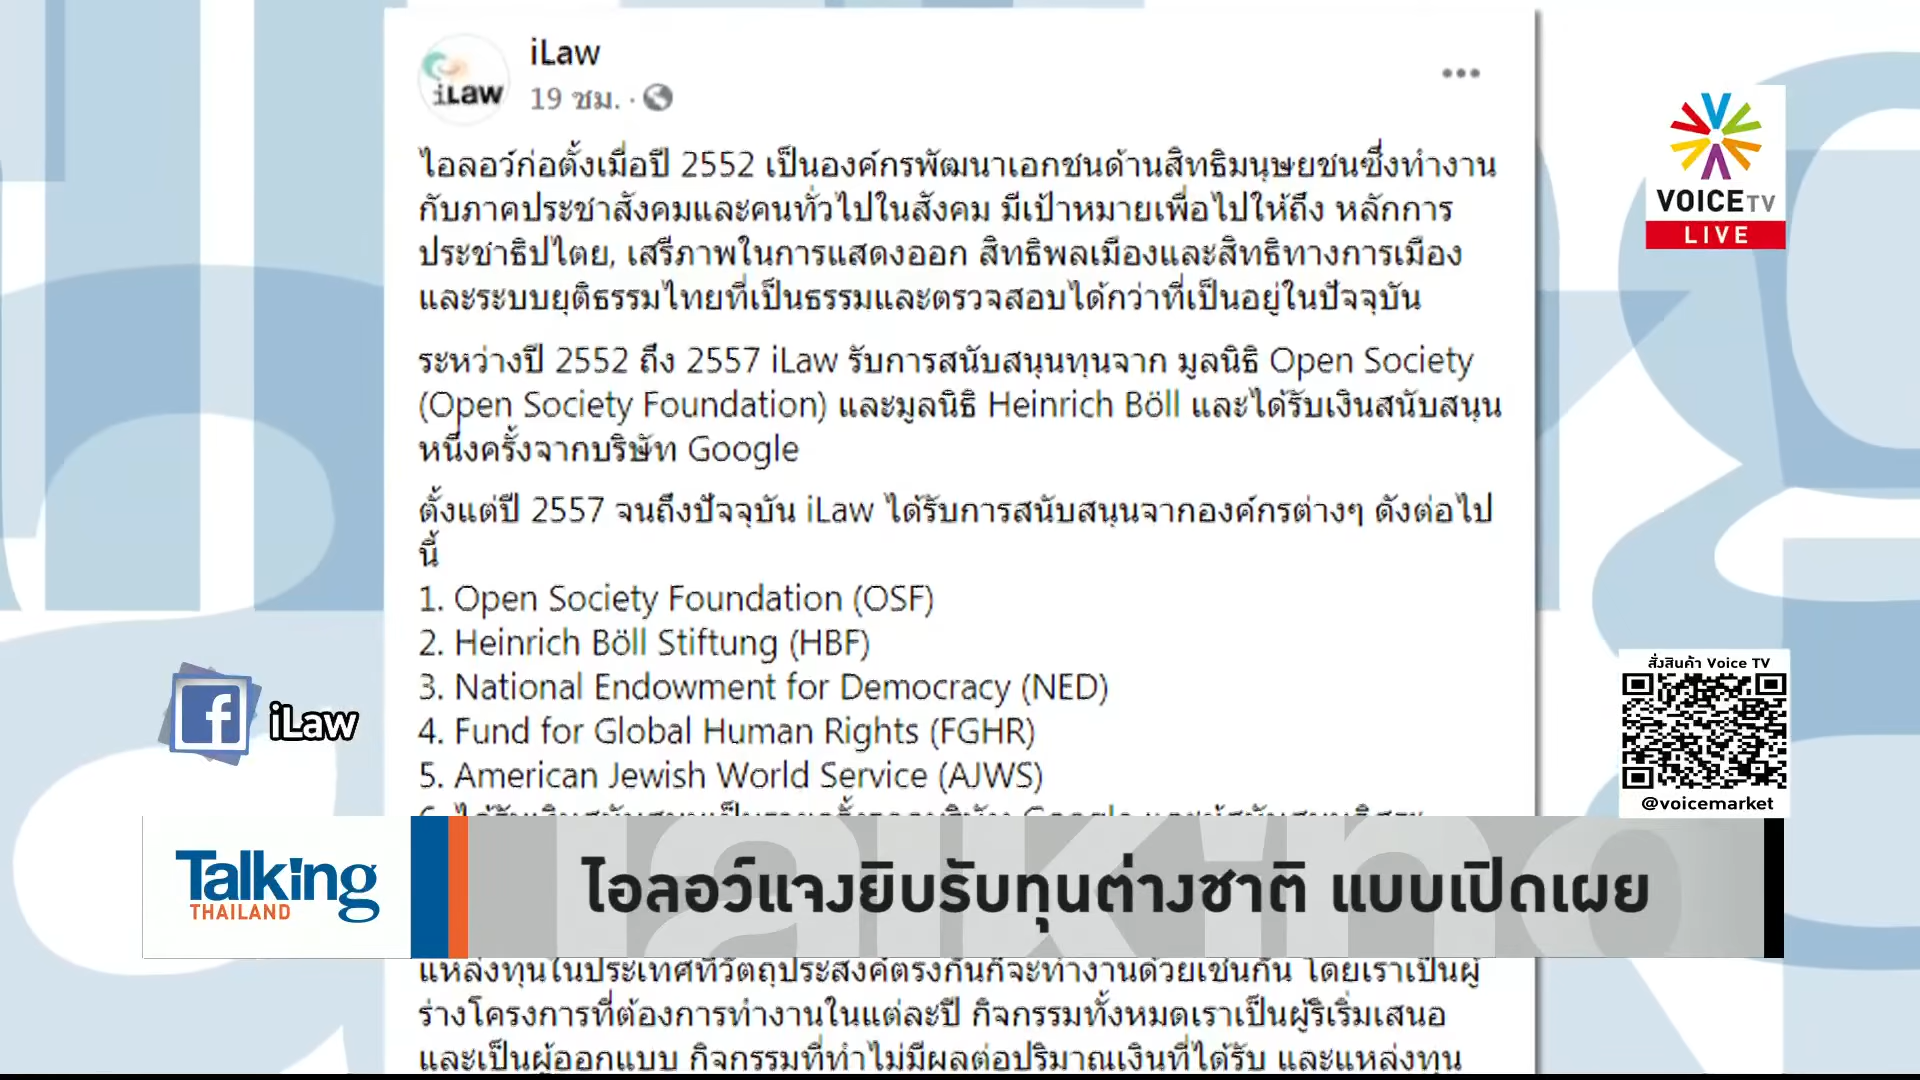 iLaw
iLaw
19 ชม. ·
ไอลอว์ก่อตั้งเมื่อปี 2552 เป็นองค์กรพัฒนาเอกชนด้านสิทธิมนุษยชนซึ่งทำงาน
กับภาคประชาสังคมและคนทั่วไปในสังคม มีเป้าหมายเพื่อไปให้ถึง หลักการ
ประชาธิปไตย, เสรีภาพในการแสดงออก สิทธิพลเมืองและสิทธิทางการเมือง
และระบบยุติธรรมไทยที่เป็นธรรมและตรวจสอบได้กว่าที่เป็นอยู่ในปัจจุบัน
ระหว่างปี 2552 ถึง 2557 iLaw รับการสนับสนุนทุนจาก มูลนิธิ Open Society
(Open Society Foundation) และมูลนิธิ Heinrich Böll และได้รับเงินสนับสนุน
หนึ่งครั้งจากบริษัท Google
ตั้งแต่ปี 2557 จนถึงปัจจุบัน iLaw ได้รับการสนับสนุนจากองค์กรต่างๆ ดังต่อไป
นี้
1. Open Society Foundation (OSF)
2. Heinrich Böll Stiftung (HBF)
3. National Endowment for Democracy (NED)
4. Fund for Global Human Rights (FGHR)
5. American Jewish World Service (AJWS)
แหล่งทุนในประเทศที่วัตถุประสงค์ตรงกันก็จะทำงานด้วยเช่นกัน โดยเราเป็นผู้
ร่างโครงการที่ต้องการทำงานในแต่ละปี กิจกรรมทั้งหมดเราเป็นผู้ริเริ่มเสนอ
และเป็นผู้ออกแบบ กิจกรรมที่ทำไม่มีผลต่อปริมาณเงินที่ได้รับ และแหล่งทุน
iLaw
VOICE TV
LIVE
สั่งสินค้า Voice TV
@voicemarket
Talking
THAILAND
ไอลอว์แจงยิบรับทุนต่างชาติ แบบเปิดเผย